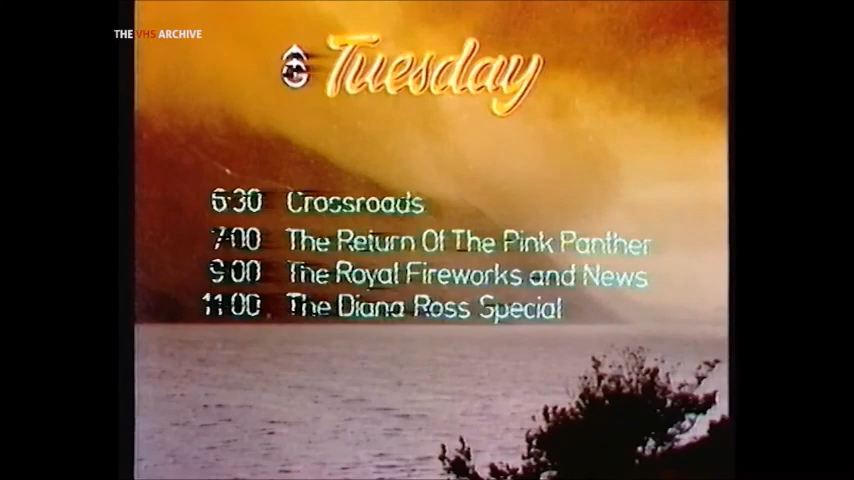 THE VHS ARCHIVE
Tuesday
6:30 Crossroads
7:00 The Return Of The Pink Panther
9:00 The Royal Fireworks and News
11:00 The Diana Ross Special